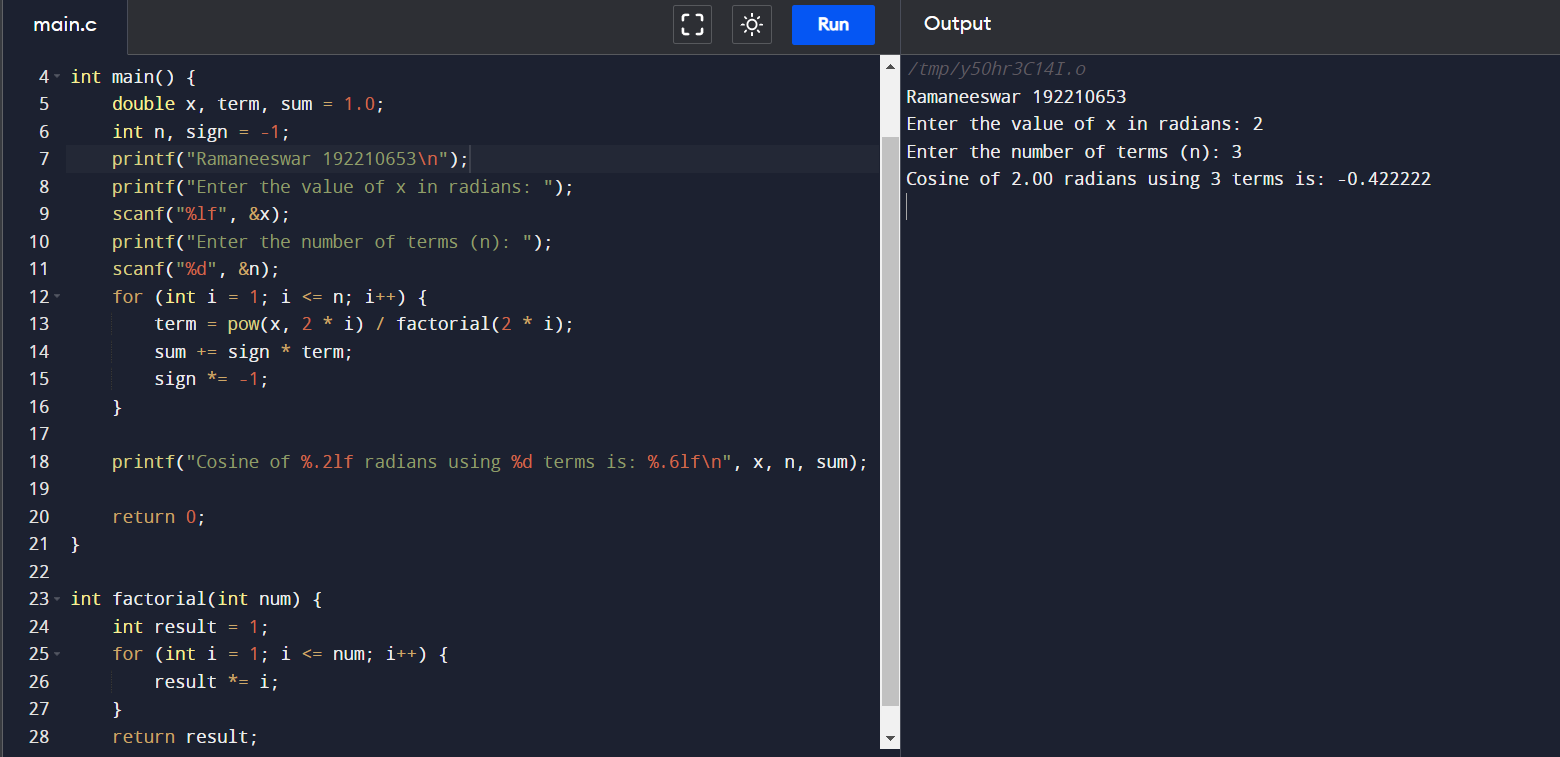 main.c
Run
Output
4 int main() {
5     double x, term, sum = 1.0;
6     int n, sign = -1;
7     printf("Ramaneeswar 192210653\n");
8     printf("Enter the value of x in radians: ");
9     scanf("%lf", &x);
10     printf("Enter the number of terms (n): ");
11     scanf("%d", &n);
12     for (int i = 1; i <= n; i++) {
13         term = pow(x, 2 * i) / factorial(2 * i);
14         sum += sign * term;
15         sign *= -1;
16     }
17
18     printf("Cosine of %.2lf radians using %d terms is: %.6lf\n", x, n, sum);
19
20     return 0;
21 }
22
23 int factorial(int num) {
24     int result = 1;
25     for (int i = 1; i <= num; i++) {
26         result *= i;
27     }
28     return result;
/tmp/y50hr3C14I.o
Ramaneeswar 192210653
Enter the value of x in radians: 2
Enter the number of terms (n): 3
Cosine of 2.00 radians using 3 terms is: -0.422222